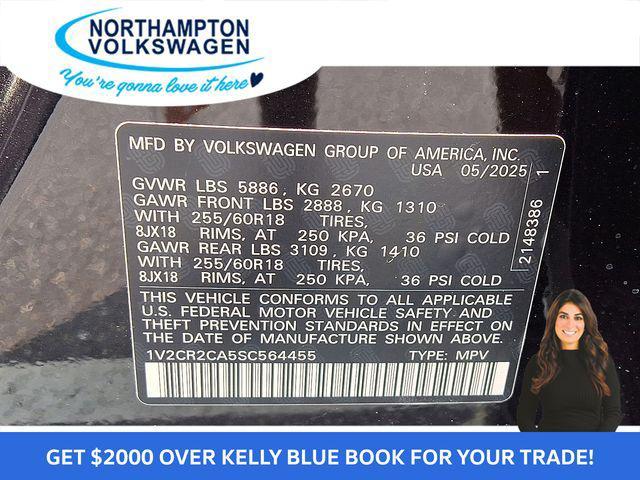 NORTHAMPTON
VOLKSWAGEN
You're gonna love it here
MFD BY VOLKSWAGEN GROUP OF AMERICA, INC.
USA 05/2025
GVWR LBS 5886, KG 2670
GAWR FRONT LBS 2888, KG 1310
WITH 255/60R18 TIRES,
8JX18 RIMS, AT 250 KPA, 36 PSI COLD
GAWR REAR LBS 3109, KG 1410
WITH 255/60R18 TIRES,
8JX18 RIMS, AT 250 KPA, 36 PSI COLD
THIS VEHICLE CONFORMS TO ALL APPLICABLE
U.S. FEDERAL MOTOR VEHICLE SAFETY AND
THEFT PREVENTION STANDARDS IN EFFECT ON
THE DATE OF MANUFACTURE SHOWN ABOVE.
1V2CR2CA5SC564455 TYPE: MPV
2148386 1
GET $2000 OVER KELLY BLUE BOOK FOR YOUR TRADE!